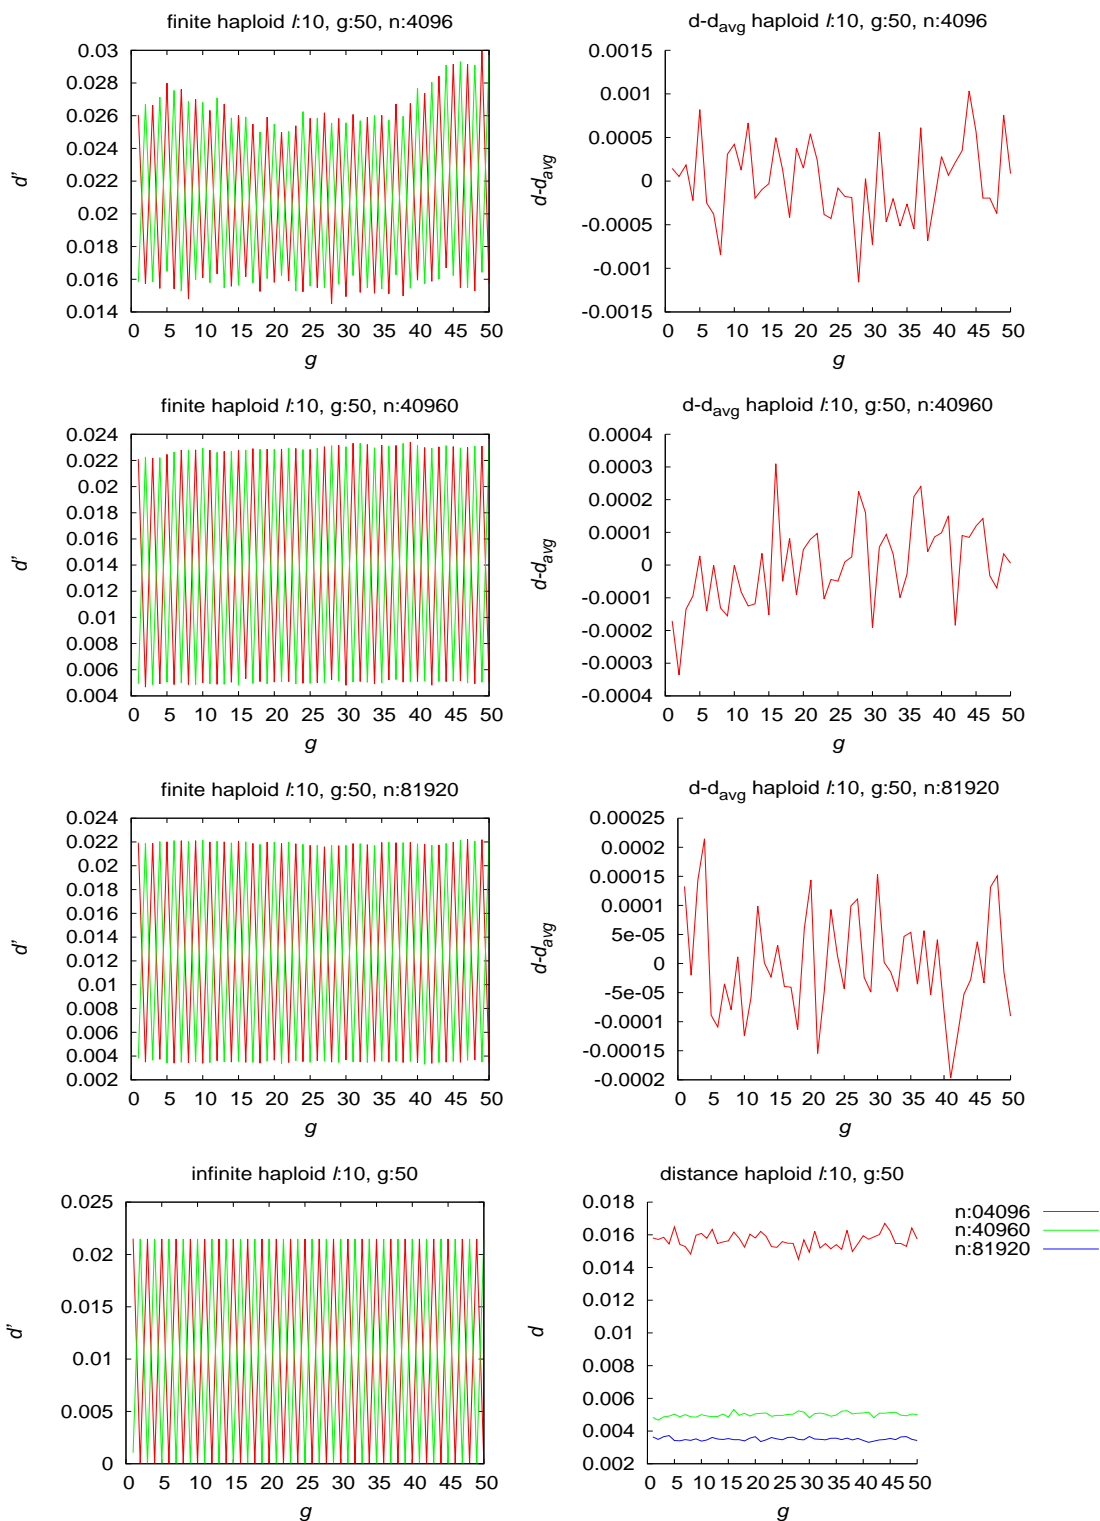 finite haploid l:10, g:50, n:4096
0.03
0.028
0.026
0.024
0.022
0.02
0.018
0.016
0.014
0 5 10 15 20 25 30 35 40 45 50
d'
g
d-davg haploid l:10, g:50, n:4096
0.0015
0.001
0.0005
0
-0.0005
-0.001
-0.0015
0 5 10 15 20 25 30 35 40 45 50
d-davg
g
finite haploid l:10, g:50, n:40960
0.024
0.022
0.02
0.018
0.016
0.014
0.012
0.01
0.008
0.006
0.004
0 5 10 15 20 25 30 35 40 45 50
d'
g
d-davg haploid l:10, g:50, n:40960
0.0004
0.0003
0.0002
0.0001
0
-0.0001
-0.0002
-0.0003
-0.0004
0 5 10 15 20 25 30 35 40 45 50
d-davg
g
finite haploid l:10, g:50, n:81920
0.024
0.022
0.02
0.018
0.016
0.014
0.012
0.01
0.008
0.006
0.004
0.002
0 5 10 15 20 25 30 35 40 45 50
d'
g
d-davg haploid l:10, g:50, n:81920
0.00025
0.0002
0.00015
0.0001
5e-05
0
-5e-05
-0.0001
-0.00015
-0.0002
0 5 10 15 20 25 30 35 40 45 50
d-davg
g
infinite haploid l:10, g:50
0.025
0.02
0.015
0.01
0.005
0
0 5 10 15 20 25 30 35 40 45 50
d'
g
distance haploid l:10, g:50
0.018
0.016
0.014
0.012
0.01
0.008
0.006
0.004
0.002
0 5 10 15 20 25 30 35 40 45 50
d
g
n:04096
n:40960
n:81920